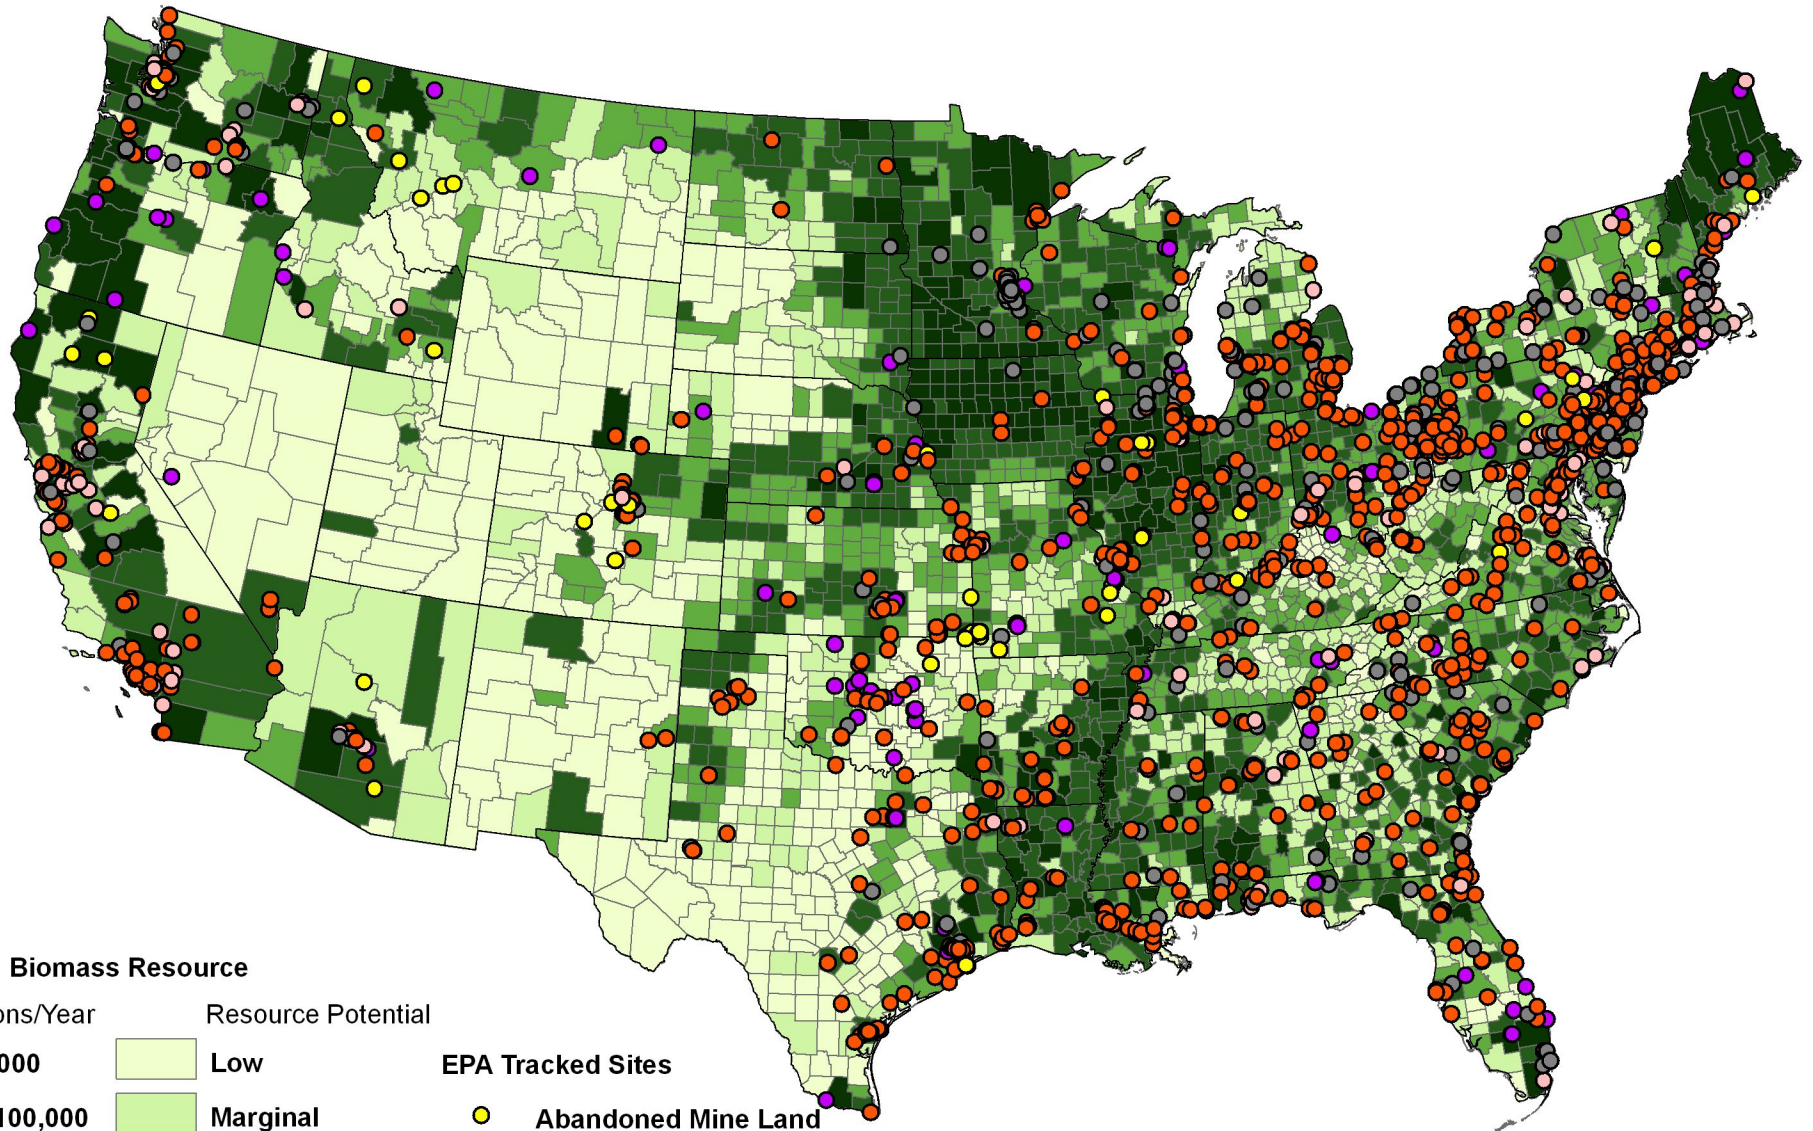 Biomass Resource
ons/Year Resource Potential
000 Low EPA Tracked Sites
100,000 Marginal Abandoned Mine Land